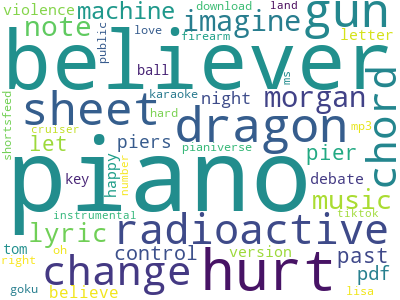 violence machine imagine gun
download land
note public love firearm letter
believer
ball
karaoke ms
sheet hard night morgan chord
shortsfeed cruiser dragon mp3
let piers pianiverse pier
piano
key happy number debate
lyric instrumental radioactive music tiktok
tom oh control version past
right change hurt pdf
goku believe lisa